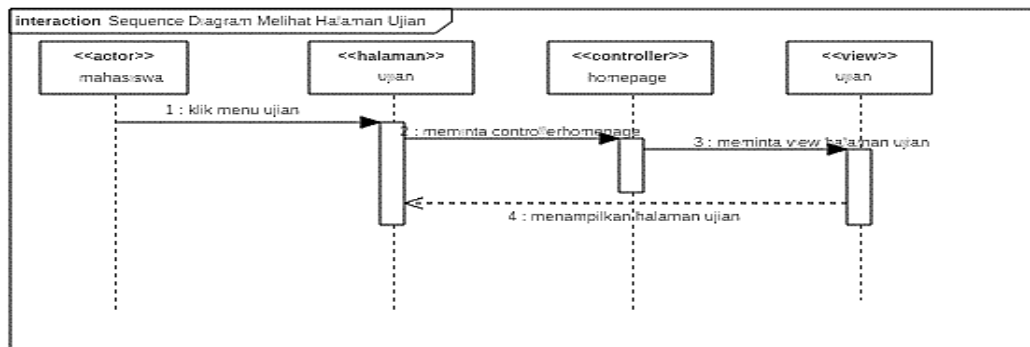 interaction Sequence Diagram Melihat Halaman Ujian
<<actor>>
mahasiswa
<<halaman>>
ujian
<<controller>>
homepage
<<view>>
ujian
1 : klik menu ujian
2 : meminta controllerhomepage
3 : meminta view halaman ujian
4 : menampilkan halaman ujian